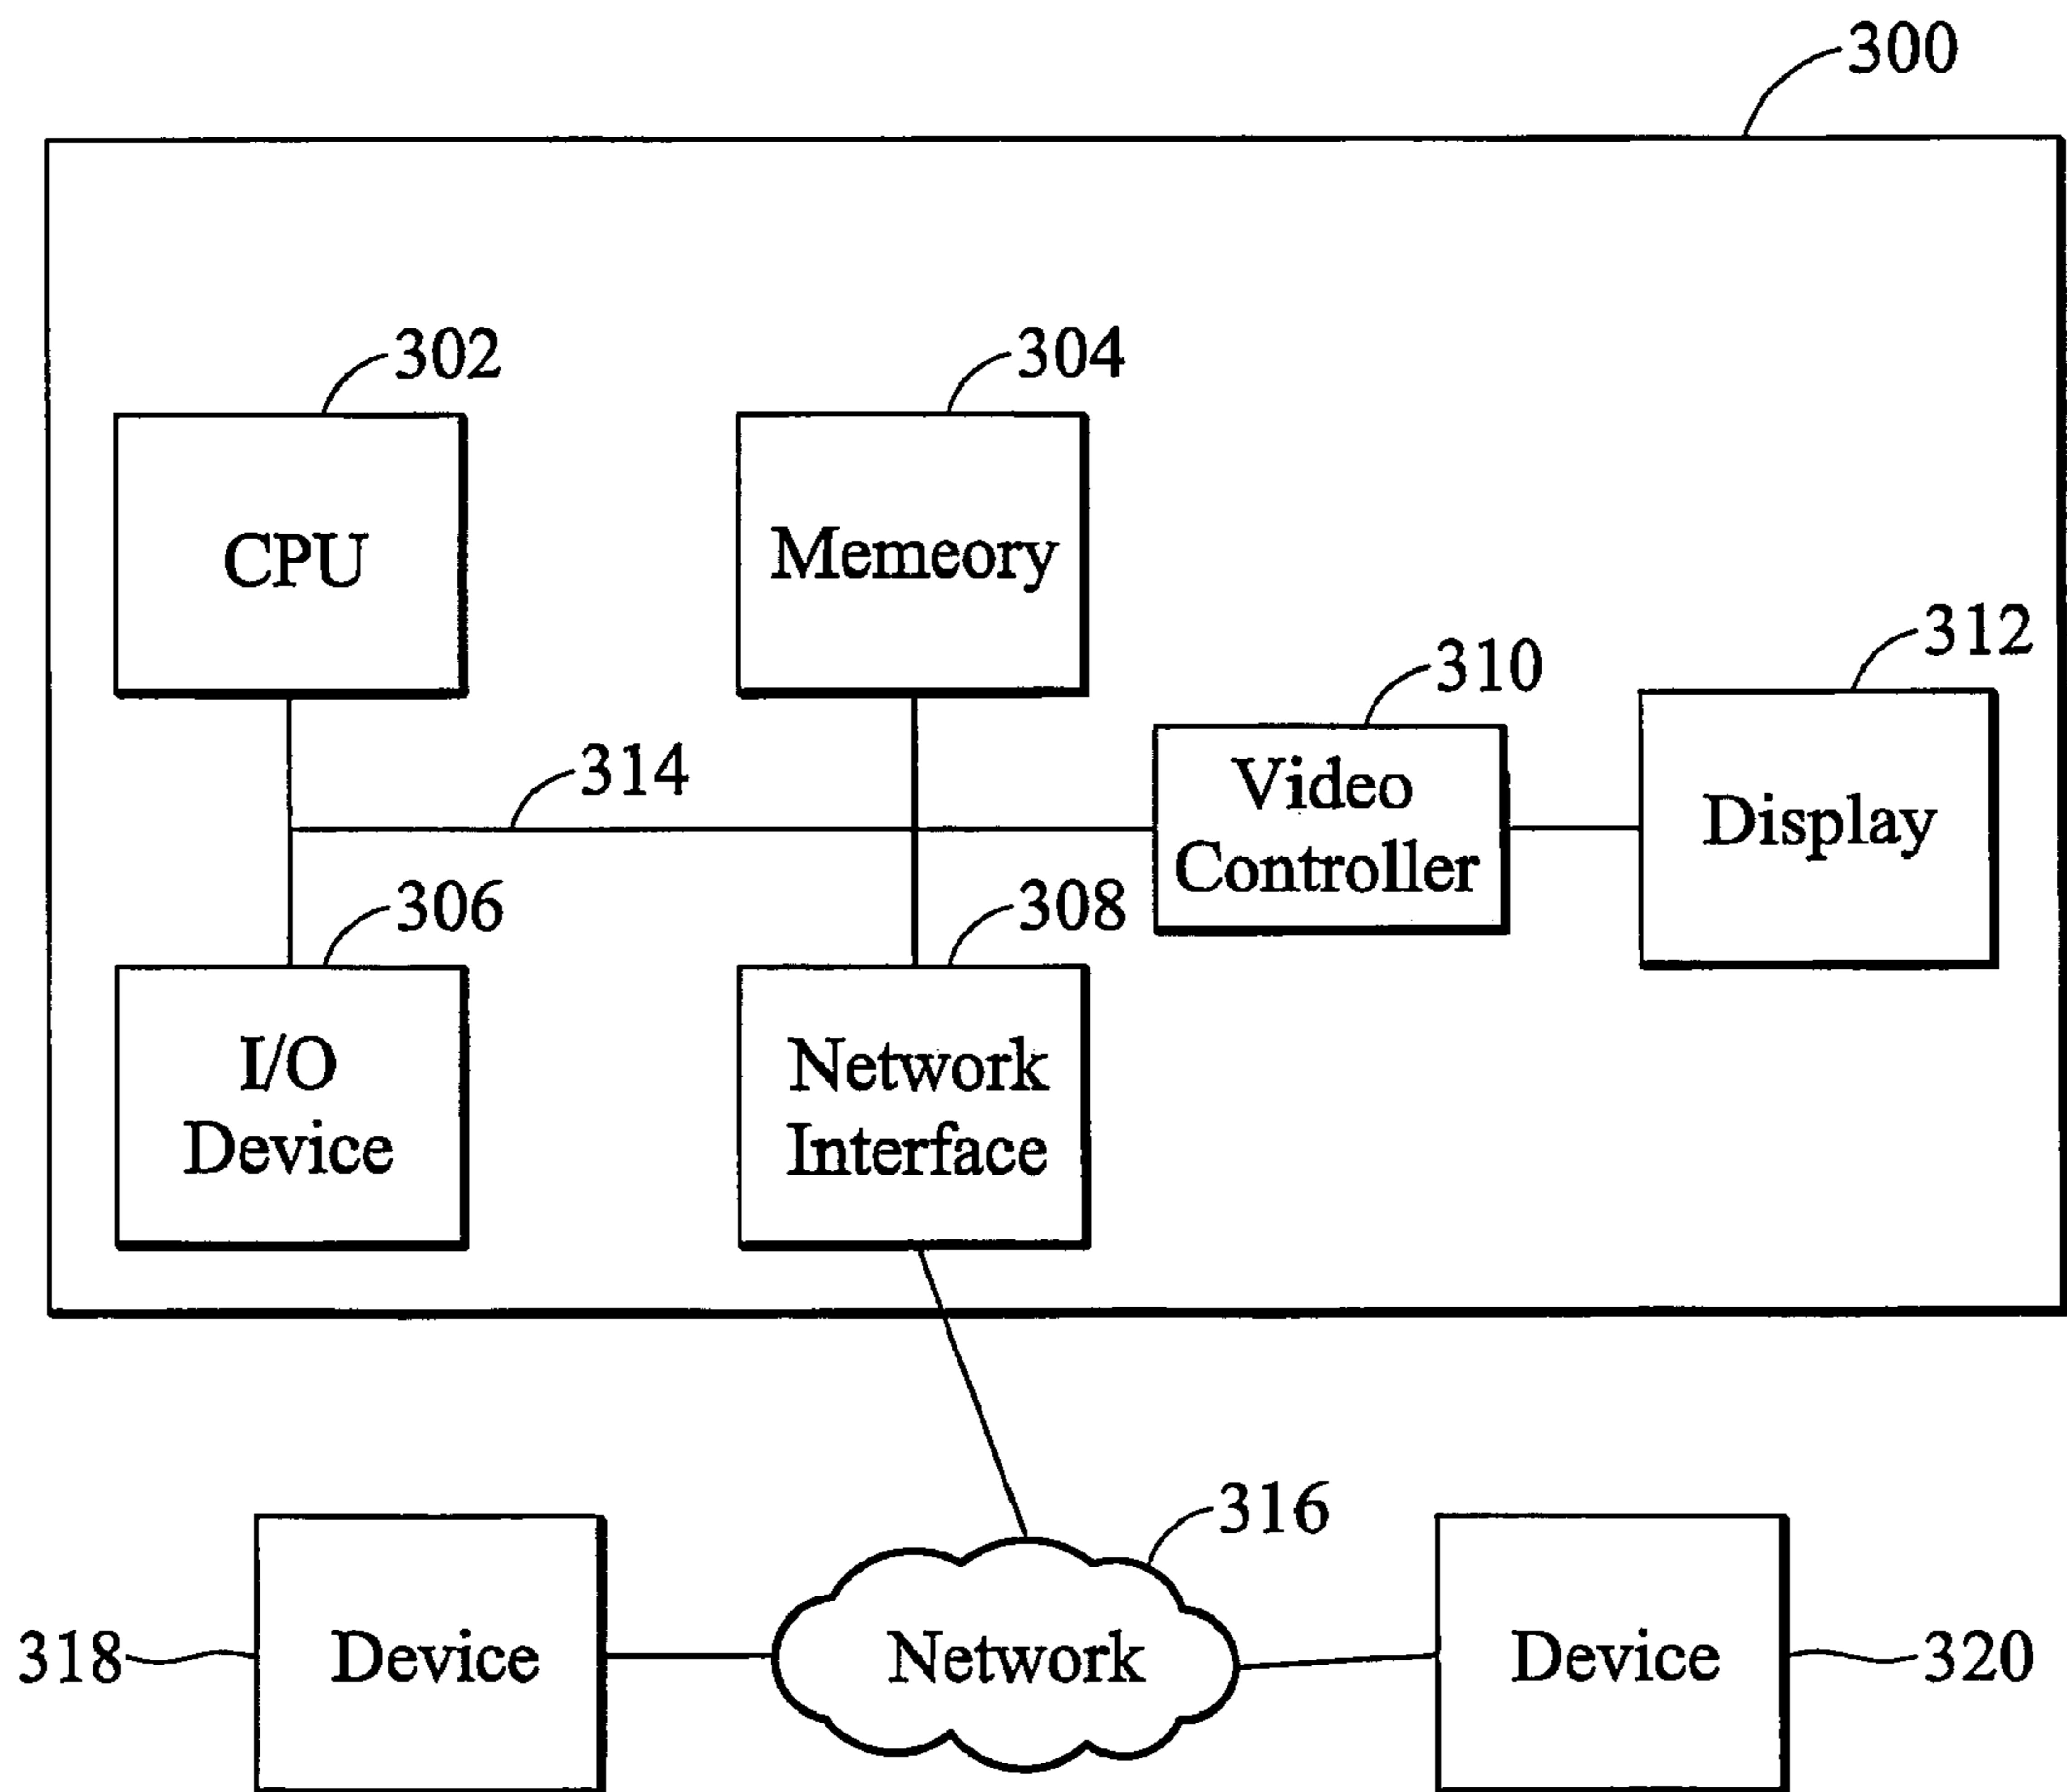 300
302
304
CPU
Memeory
312
310
314
Video
Controller
Display
306
308
I/O
Device
Network
Interface
316
318
Device
Network
Device
320